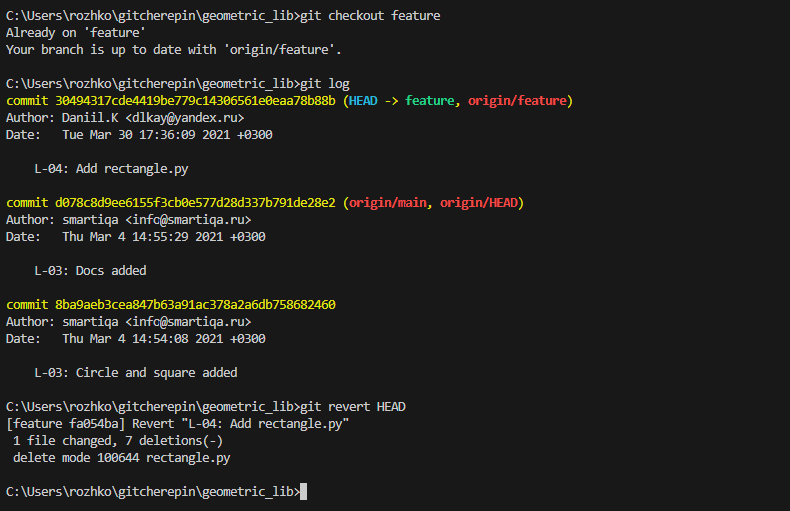 C:\Users\rozhko\gitcherepin\geometric_lib>git checkout feature
Already on 'feature'
Your branch is up to date with 'origin/feature'.
C:\Users\rozhko\gitcherepin\geometric_lib>git log
commit 30494317cde4419be779c14306561e0eaa78b88b (HEAD -> feature, origin/feature)
Author: Daniil.K <dlkay@yandex.ru>
Date:   Tue Mar 30 17:36:09 2021 +0300
    L-04: Add rectangle.py
commit d078c8d9ee6155f3cb0e577d28d337b791de28e2 (origin/main, origin/HEAD)
Author: smartiqa <info@smartiqa.ru>
Date:   Thu Mar 4 14:55:29 2021 +0300
    L-03: Docs added
commit 8ba9aeb3cea847b63a91ac378a2a6db758682460
Author: smartiqa <info@smartiqa.ru>
Date:   Thu Mar 4 14:54:08 2021 +0300
    L-03: Circle and square added
C:\Users\rozhko\gitcherepin\geometric_lib>git revert HEAD
[feature fa054ba] Revert "L-04: Add rectangle.py"
 1 file changed, 7 deletions(-)
 delete mode 100644 rectangle.py
C:\Users\rozhko\gitcherepin\geometric_lib>